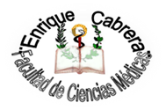 "Enrique Cabrera"
Facultad de Ciencias Médicas